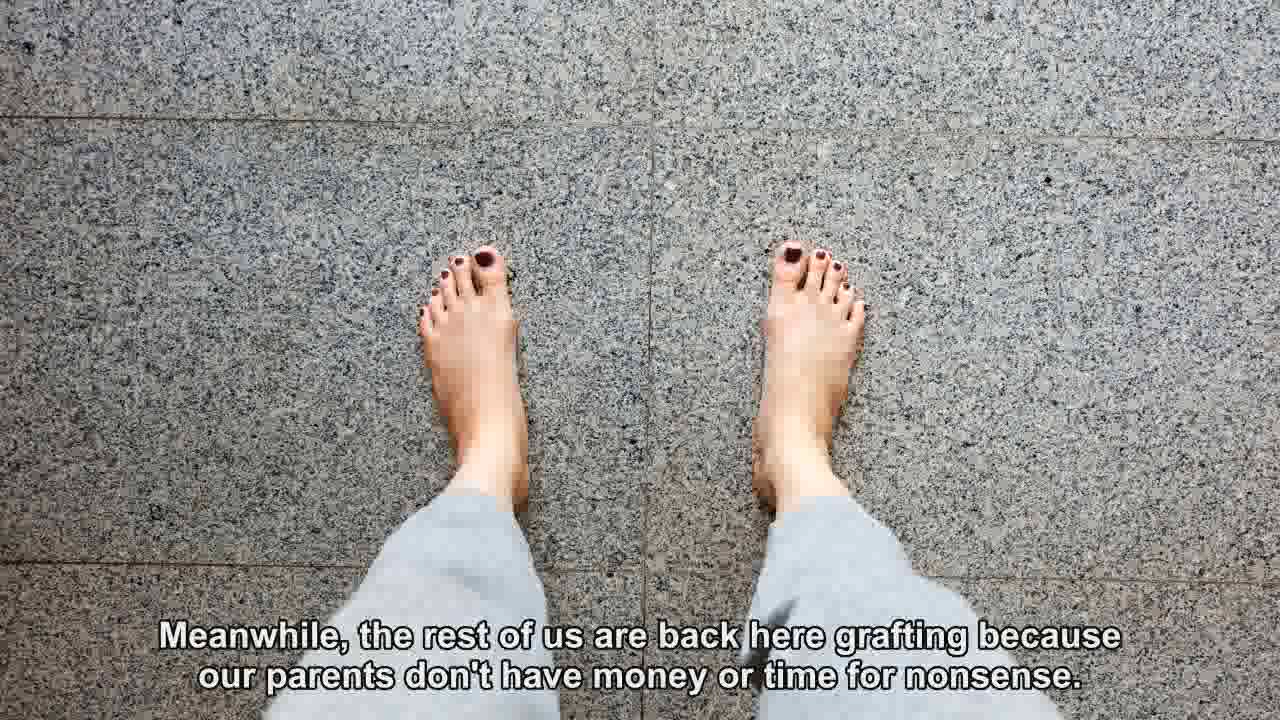 Meanwhile, the rest of us are back here grafting because
our parents don't have money or time for nonsense.